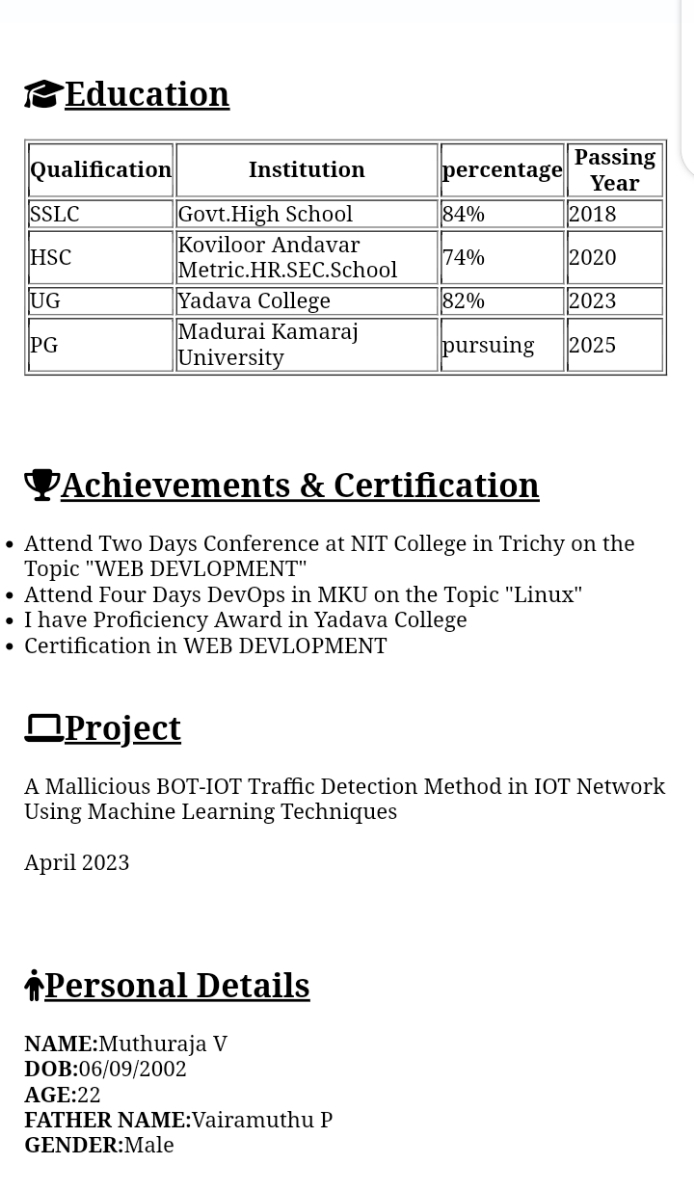 Education
Qualification Institution percentage Passing Year
SSLC Govt.High School 84% 2018
HSC Koviloor Andavar Metric.HR.SEC.School 74% 2020
UG Yadava College 82% 2023
PG Madurai Kamaraj University pursuing 2025
Achievements & Certification
• Attend Two Days Conference at NIT College in Trichy on the
Topic "WEB DEVLOPMENT"
• Attend Four Days DevOps in MKU on the Topic "Linux"
• I have Proficiency Award in Yadava College
• Certification in WEB DEVLOPMENT
Project
A Mallicious BOT-IOT Traffic Detection Method in IOT Network
Using Machine Learning Techniques
April 2023
Personal Details
NAME:Muthuraja V
DOB:06/09/2002
AGE:22
FATHER NAME:Vairamuthu P
GENDER:Male